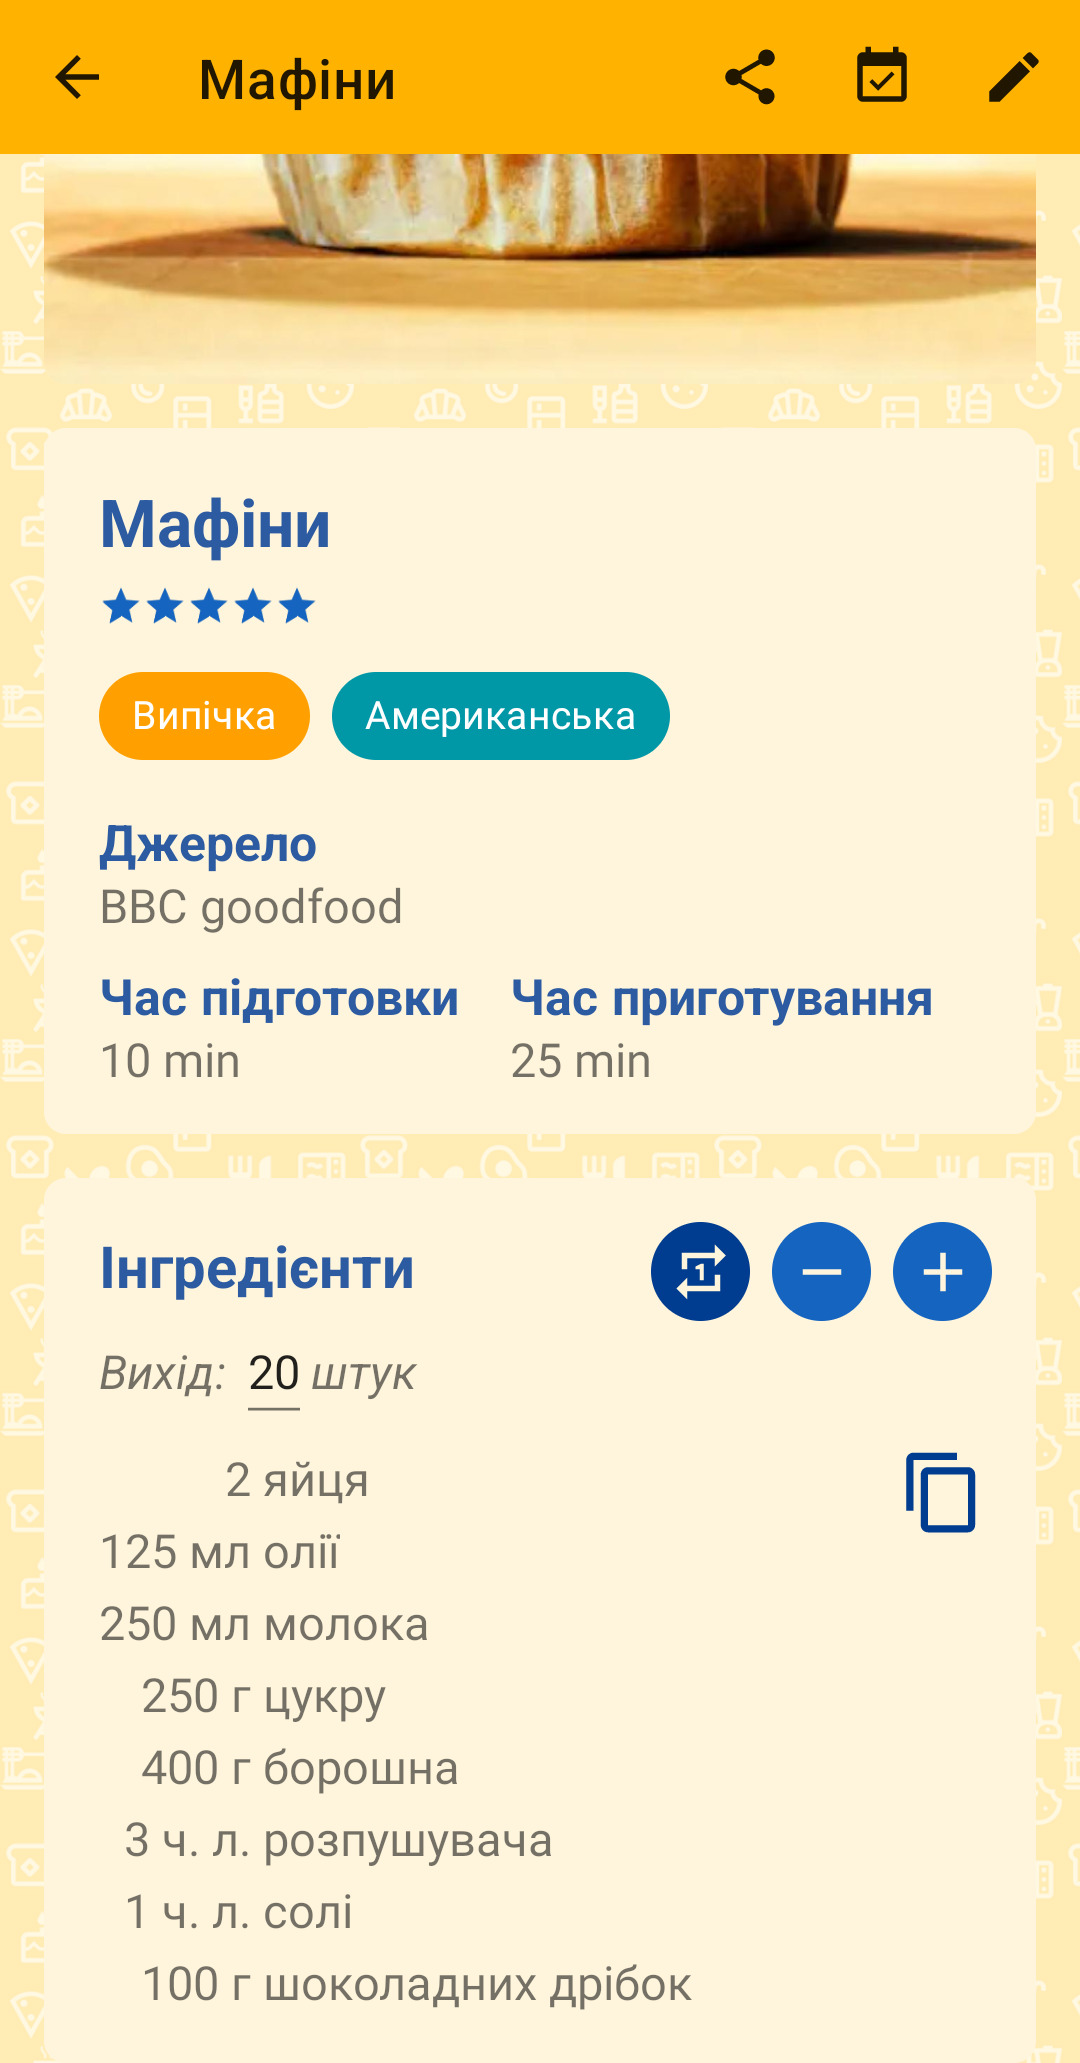 Мафіни
Мафіни
Випічка Американська
Джерело
BBC goodfood
Час підготовки Час приготування
10 min 25 min
Інгредієнти
Вихід: 20 штук
2 яйця
125 мл олії
250 мл молока
250 г цукру
400 г борошна
3 ч. л. розпушувача
1 ч. л. солі
100 г шоколадних дрібок